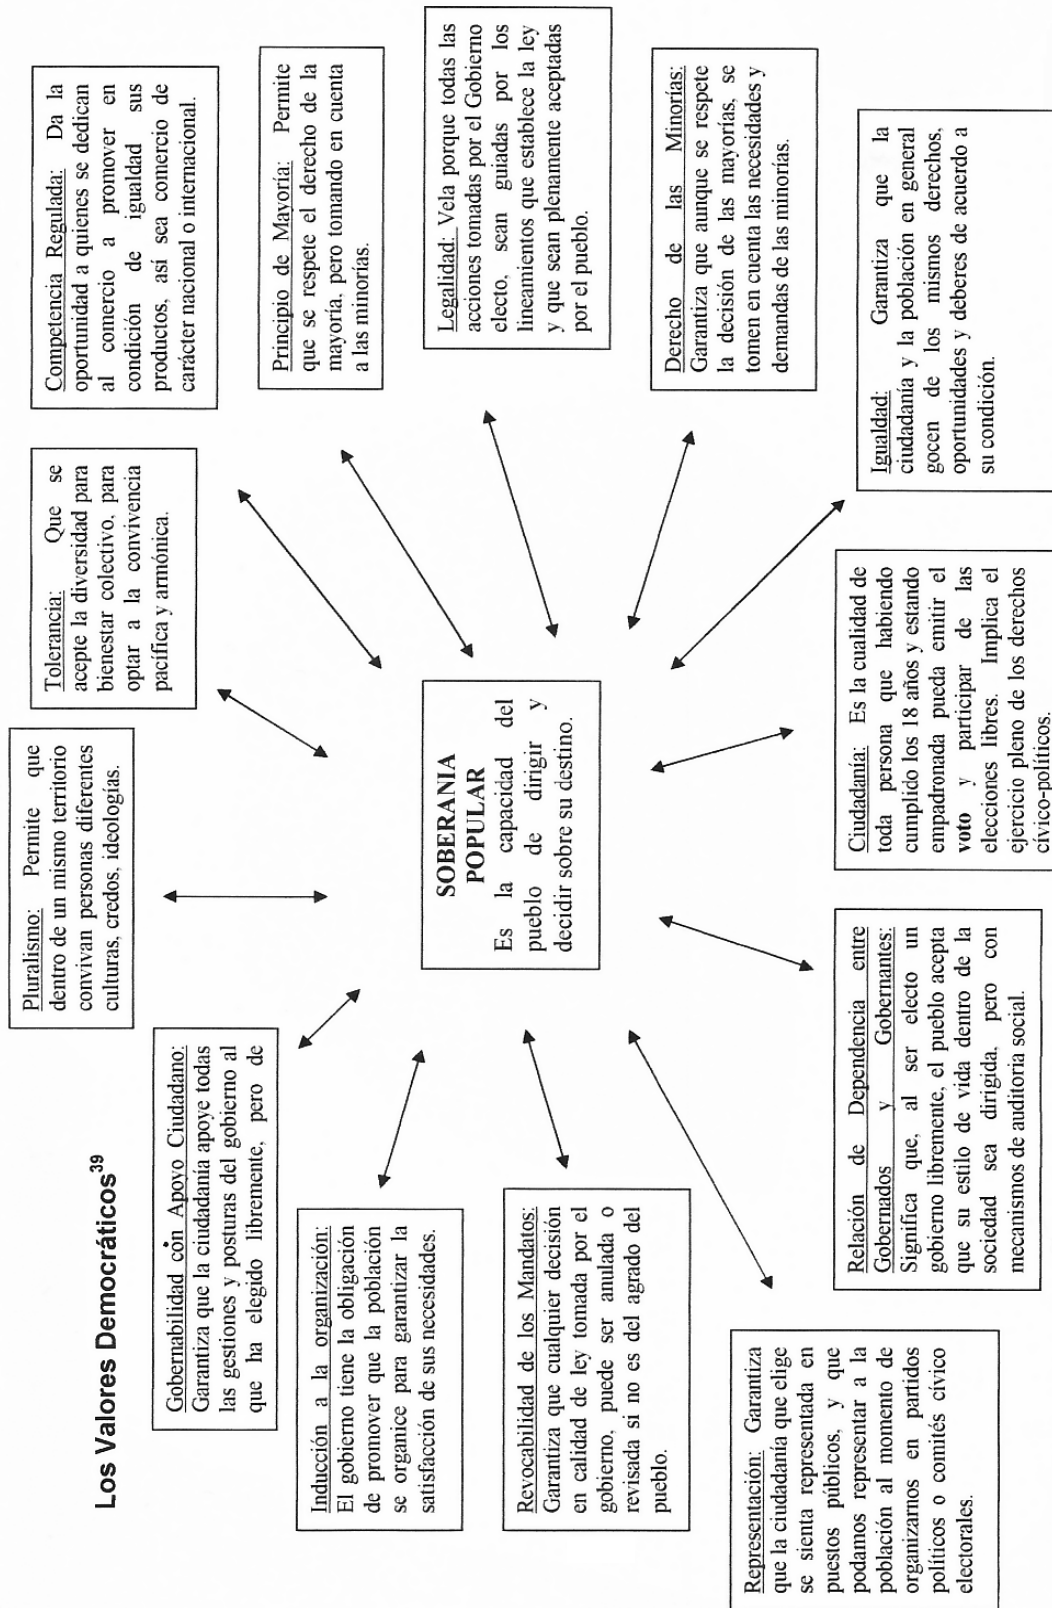 Los Valores Democráticos39
Pluralismo: Permite que
dentro de un mismo territorio
convivan personas diferentes
culturas, credos, ideologías.
Tolerancia: Que se
acepte la diversidad para
bienestar colectivo, para
optar a la convivencia
pacífica y armónica.
Competencia Regulada: Da la
oportunidad a quienes se dedican
al comercio a promover en
condición de igualdad sus
productos, así sea comercio de
carácter nacional o internacional.
Gobernabilidad con Apoyo Ciudadano:
Garantiza que la ciudadanía apoye todas
las gestiones y posturas del gobierno al
que ha elegido libremente, pero de
Principio de Mayoría: Permite
que se respete el derecho de la
mayoría, pero tomando en cuenta
a las minorías.
Inducción a la organización:
El gobierno tiene la obligación
de promover que la población
se organice para garantizar la
satisfacción de sus necesidades.
SOBERANIA
POPULAR
Es la capacidad del
pueblo de dirigir y
decidir sobre su destino.
Legalidad: Vela porque todas las
acciones tomadas por el Gobierno
electo, sean guiadas por los
lineamientos que establece la ley
y que sean plenamente aceptadas
por el pueblo.
Revocabilidad de los Mandatos:
Garantiza que cualquier decisión
en calidad de ley tomada por el
gobierno, puede ser anulada o
revisada si no es del agrado del
pueblo.
Derecho de las Minorías:
Garantiza que aunque se respete
la decisión de las mayorías, se
tomen en cuenta las necesidades y
demandas de las minorías.
Representación: Garantiza
que la ciudadanía que elige
se sienta representada en
puestos públicos, y que
podamos representar a la
población al momento de
organizarnos en partidos
políticos o comités cívico
electorales.
Relación de Dependencia entre
Gobernados y Gobernantes:
Significa que, al ser electo un
gobierno libremente, el pueblo acepta
que su estilo de vida dentro de la
sociedad sea dirigida, pero con
mecanismos de auditoria social.
Ciudadanía: Es la cualidad de
toda persona que habiendo
cumplido los 18 años y estando
empadronada pueda emitir el
voto y participar de las
elecciones libres. Implica el
ejercicio pleno de los derechos
cívico-políticos.
Igualdad: Garantiza que la
ciudadanía y la población en general
gocen de los mismos derechos,
oportunidades y deberes de acuerdo a
su condición.